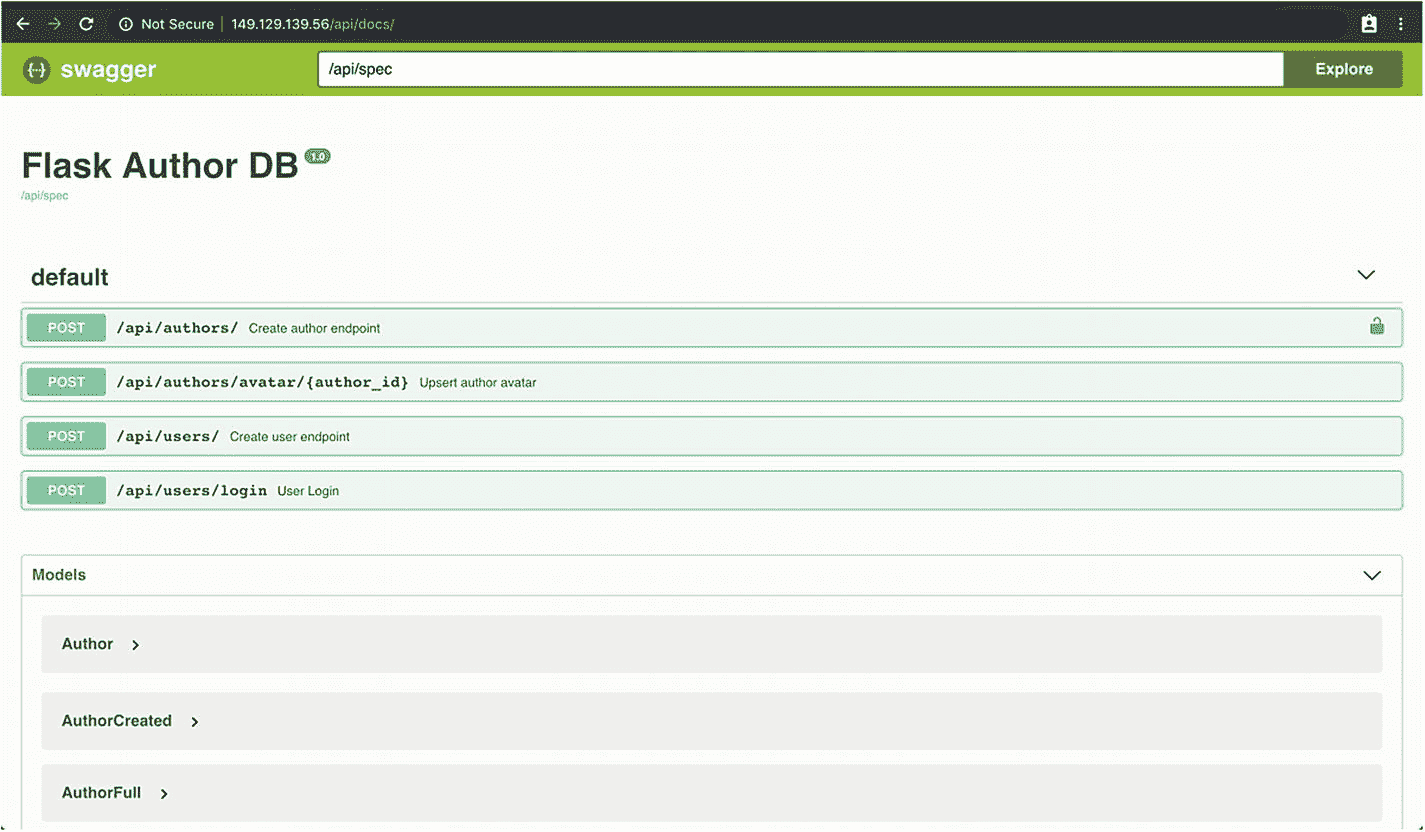 Not Secure | 149.129.139.56/api/docs/
swagger
/api/spec
Explore
Flask Author DB 1.0
/api/spec
default
POST /api/authors/ Create author endpoint
POST /api/authors/avatar/{author_id} Upsert author avatar
POST /api/users/ Create user endpoint
POST /api/users/login User Login
Models
Author
AuthorCreated
AuthorFull